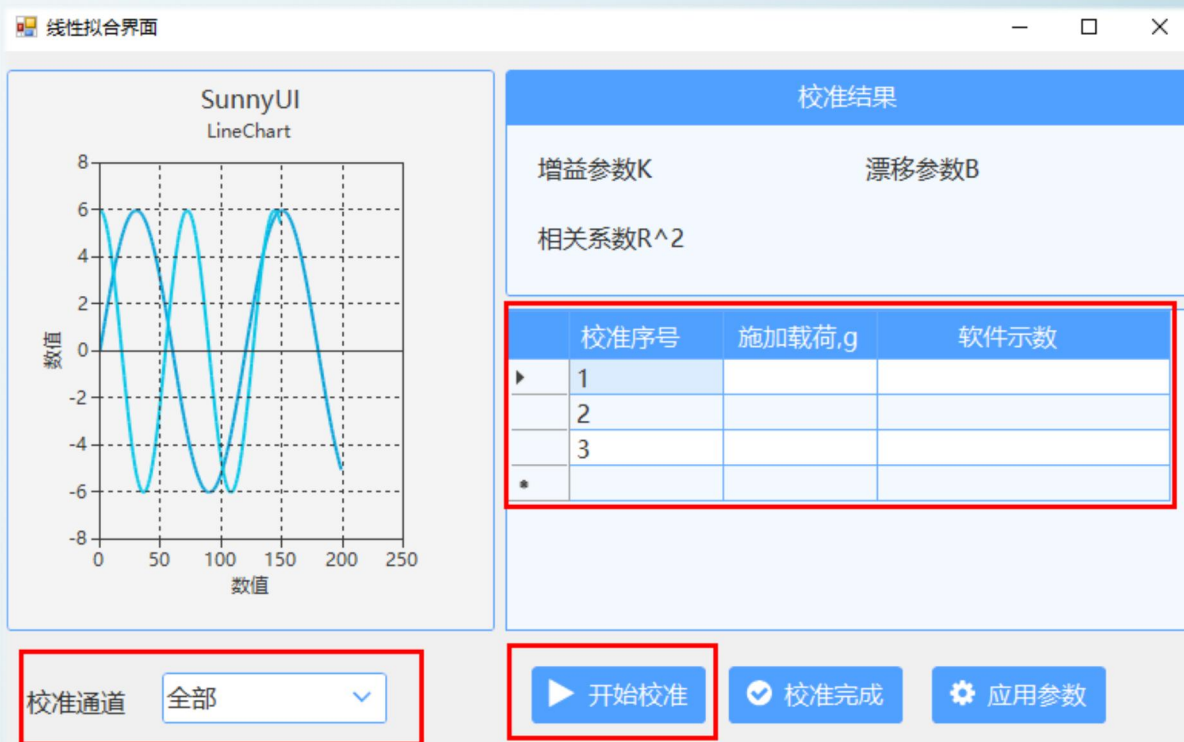 线性拟合界面
SunnyUI
LineChart
8
6
4
2
0
-2
-4
-6
-8
数值
0 50 100 150 200 250
数值
校准结果
增益参数K 漂移参数B
相关系数R^2
校准序号 施加载荷,g 软件示数
1
2
3
校准通道 全部
开始校准 校准完成 应用参数